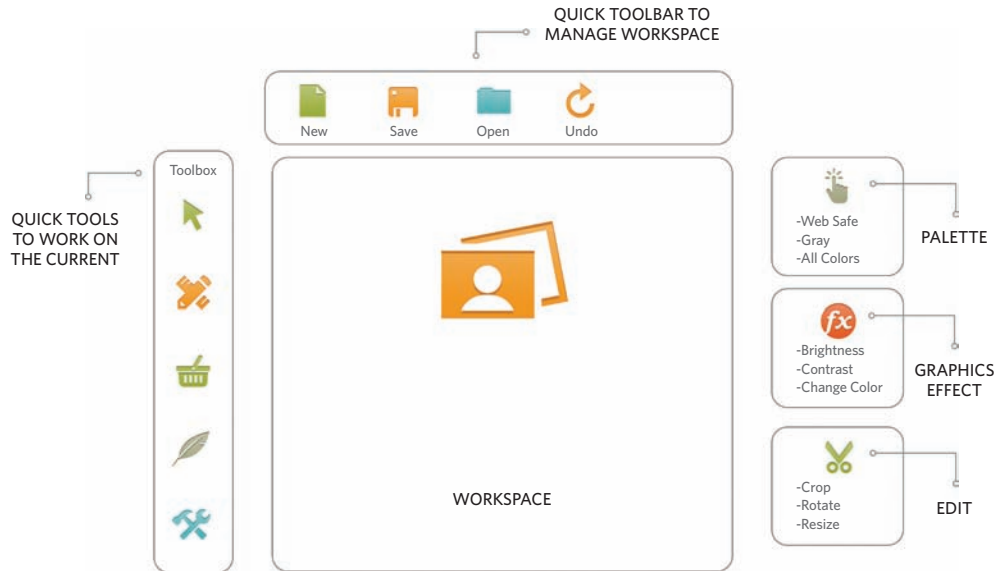 QUICK TOOLBAR TO
MANAGE WORKSPACE
New
Save
Open
Undo
Toolbox
QUICK TOOLS
TO WORK ON
THE CURRENT
WORKSPACE
-Web Safe
-Gray
-All Colors
PALETTE
fx
-Brightness
-Contrast
-Change Color
GRAPHICS
EFFECT
-Crop
-Rotate
-Resize
EDIT